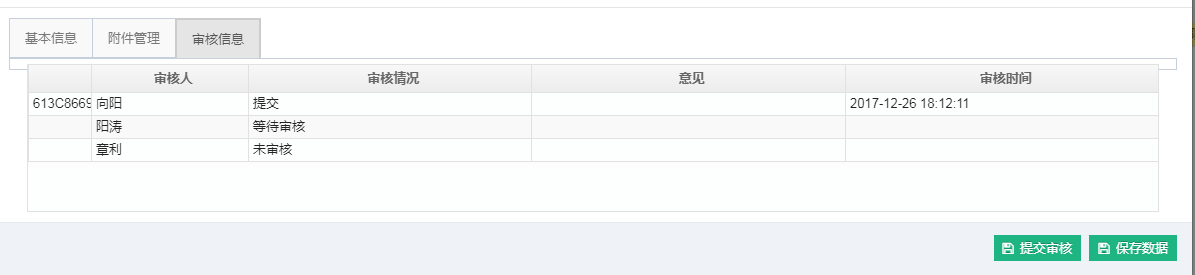 基本信息 附件管理 审核信息
审核人 审核情况 意见 审核时间
613C8669 向阳 提交 2017-12-26 18:12:11
阳涛 等待审核
章利 未审核
提交审核 保存数据